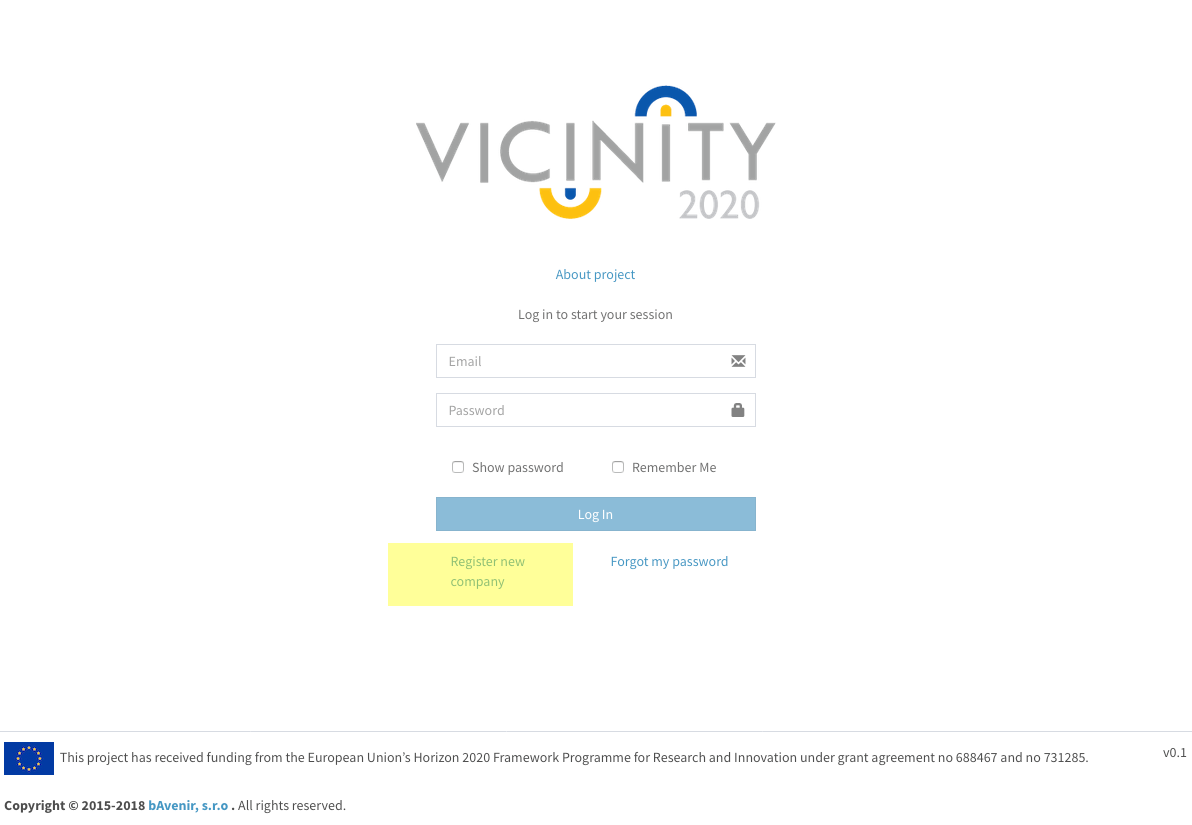 VICINITY
2020
About project
Log in to start your session
Email
Password
Show password
Remember Me
Log In
Register new
company
Forgot my password
This project has received funding from the European Union’s Horizon 2020 Framework Programme for Research and Innovation under grant agreement no 688467 and no 731285.
v0.1
Copyright © 2015-2018 bAvenir, s.r.o . All rights reserved.